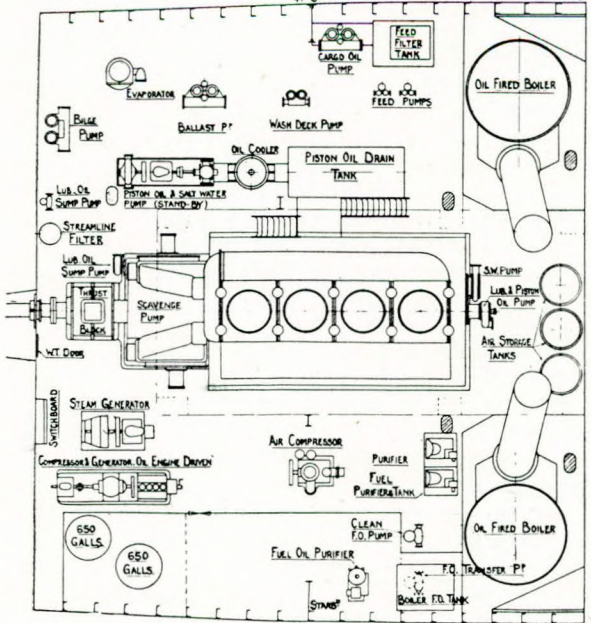 FEED
FILTER
TANK
CARGO OIL
PUMP
OIL FIRED BOILER
EVAPORATOR
FEED PUMPS
BILGE
PUMP
BALLAST PP
WASH DECK PUMP
OIL COOLER
PISTON OIL DRAIN
TANK
LUB. OIL
SUMP PUMP
PISTON OIL & SALT WATER
PUMP (STAND-BY)
STREAMLINE
FILTER
LUB. OIL
SUMP PUMP
S.W. PUMP
THRUST
BLOCK
SCAVENGE
PUMP
LUB. & PISTON
OIL PUMP
AIR STORAGE
TANKS
W.T. DOOR
SWITCHBOARD
STEAM GENERATOR
AIR COMPRESSOR
COMPRESSOR & GENERATOR OIL ENGINE DRIVEN
PURIFIER
FUEL
PURIFIER & TANK
650
GALLS.
650
GALLS.
CLEAN
F.O. PUMP
OIL FIRED BOILER
FUEL OIL PURIFIER
F.O. TRANSFER PP
BOILER F.O. TANK
STARBD